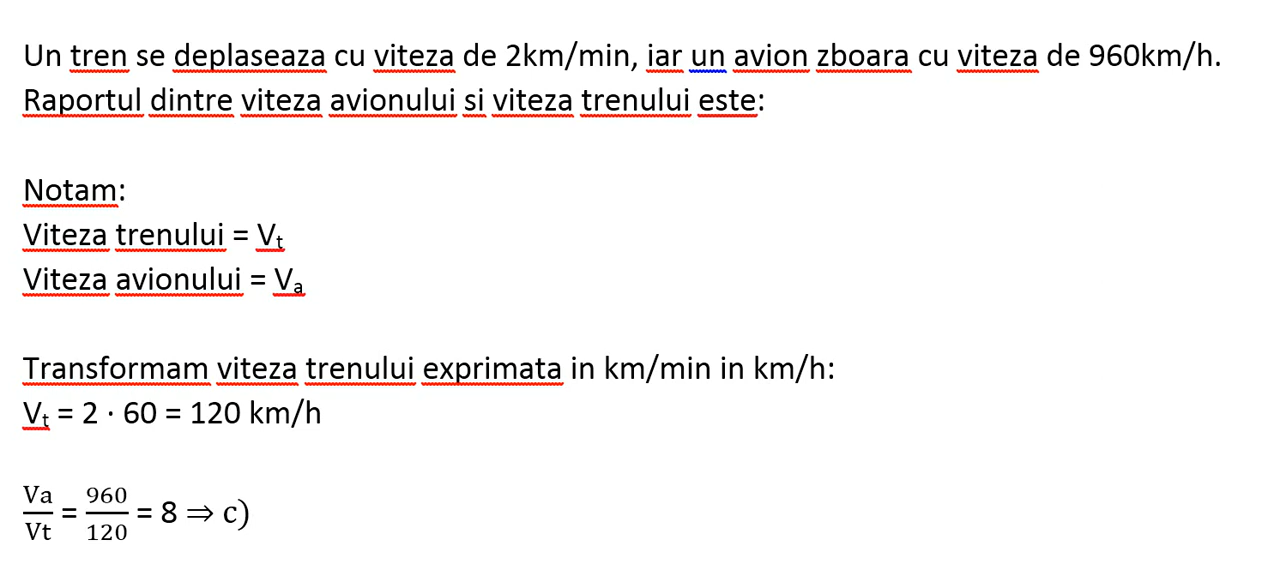 Un tren se deplaseaza cu viteza de 2km/min, iar un avion zboara cu viteza de 960km/h.
Raportul dintre viteza avionului si viteza trenului este:
Notam:
Viteza trenului = Vₜ
Viteza avionului = Vₐ
Transformam viteza trenului exprimata in km/min in km/h:
Vₜ = 2 · 60 = 120 km/h
Va/Vt = 960/120 = 8 ⇒ c)